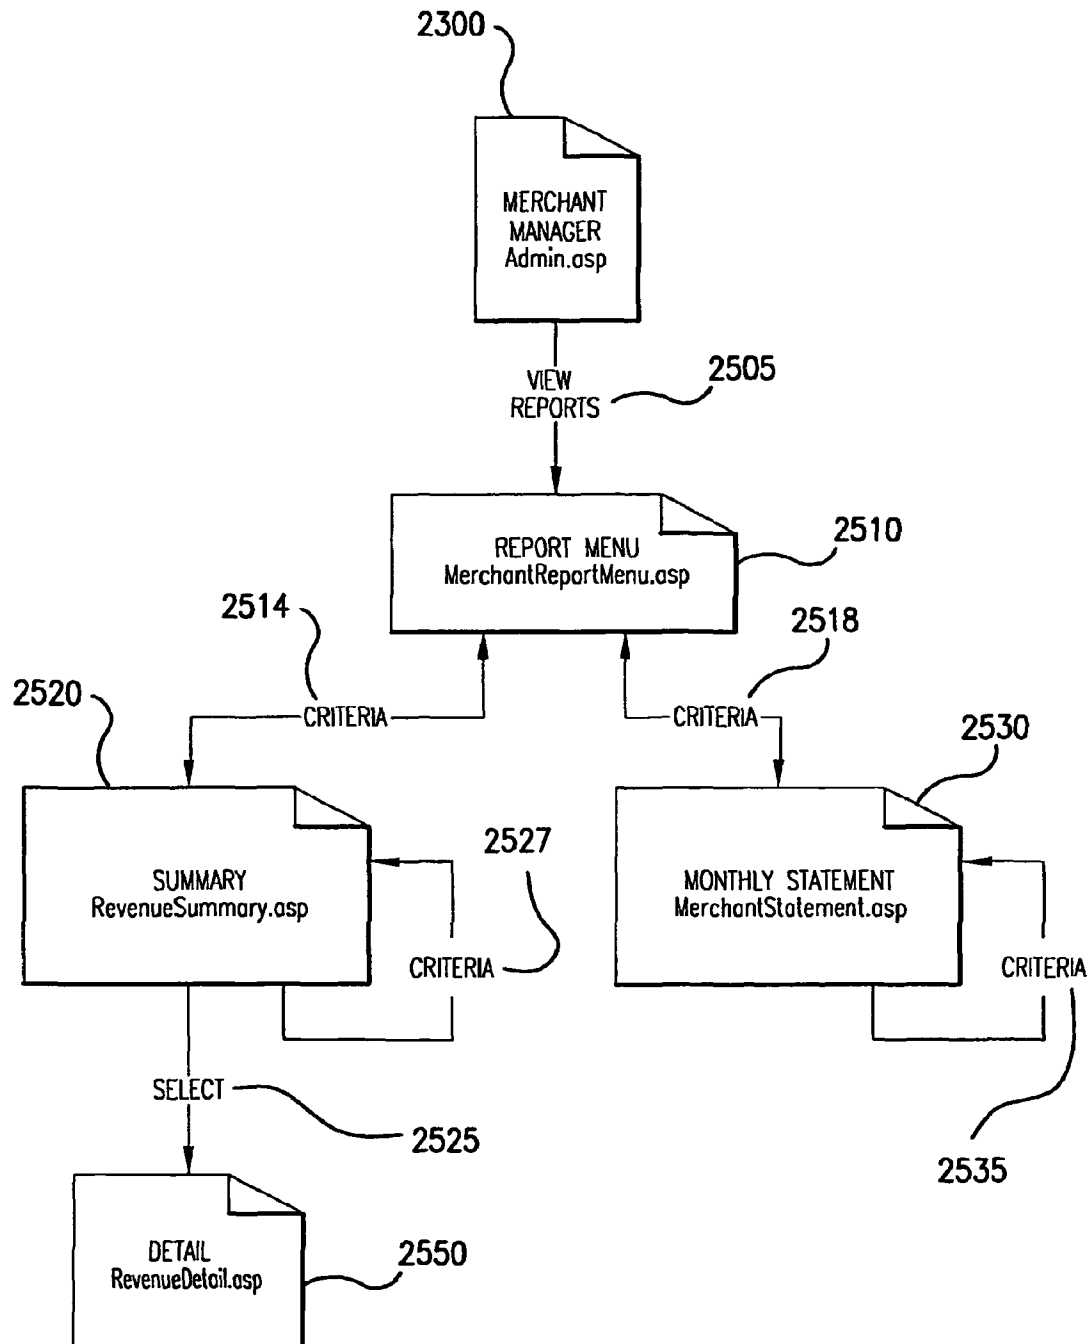 2300
MERCHANT
MANAGER
Admin.asp
VIEW
REPORTS
2505
REPORT MENU
MerchantReportMenu.asp
2510
2514
2518
CRITERIA
CRITERIA
2520
2530
SUMMARY
RevenueSummary.asp
2527
MONTHLY STATEMENT
MerchantStatement.asp
CRITERIA
CRITERIA
SELECT
2525
2535
DETAIL
RevenueDetail.asp
2550